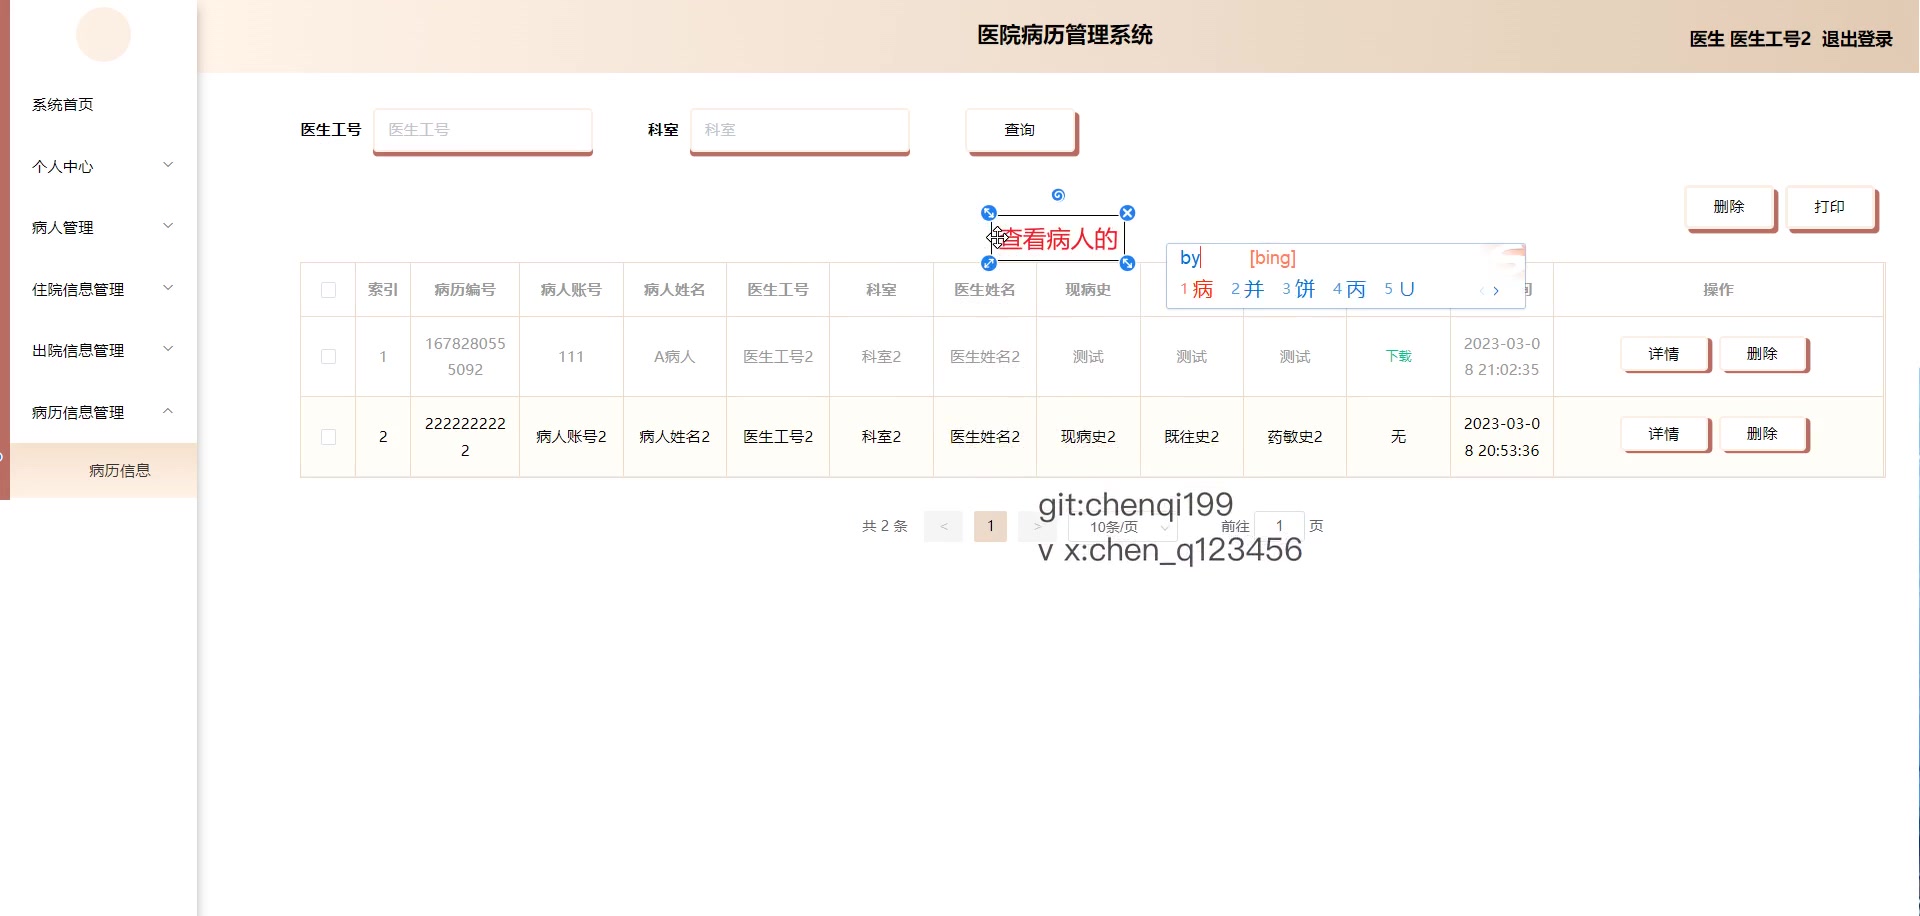 医院病历管理系统
医生 医生工号2 退出登录
系统首页
个人中心
病人管理
住院信息管理
出院信息管理
病历信息管理
病历信息
医生工号 医生工号 科室 科室 查询
删除 打印
查看病人的
by [bing]
1 病 2 并 3 饼 4 丙 5 U
索引 病历编号 病人账号 病人姓名 医生工号 科室 医生姓名 现病史 间 操作
1 1678280555092 111 A病人 医生工号2 科室2 医生姓名2 测试 测试 测试 下载 2023-03-08 21:02:35 详情 删除
2 2222222222 病人账号2 病人姓名2 医生工号2 科室2 医生姓名2 现病史2 既往史2 药敏史2 无 2023-03-08 20:53:36 详情 删除
共 2 条 < 1 > 10条/页 前往 1 页
git:chenqi199
v x:chen_q123456